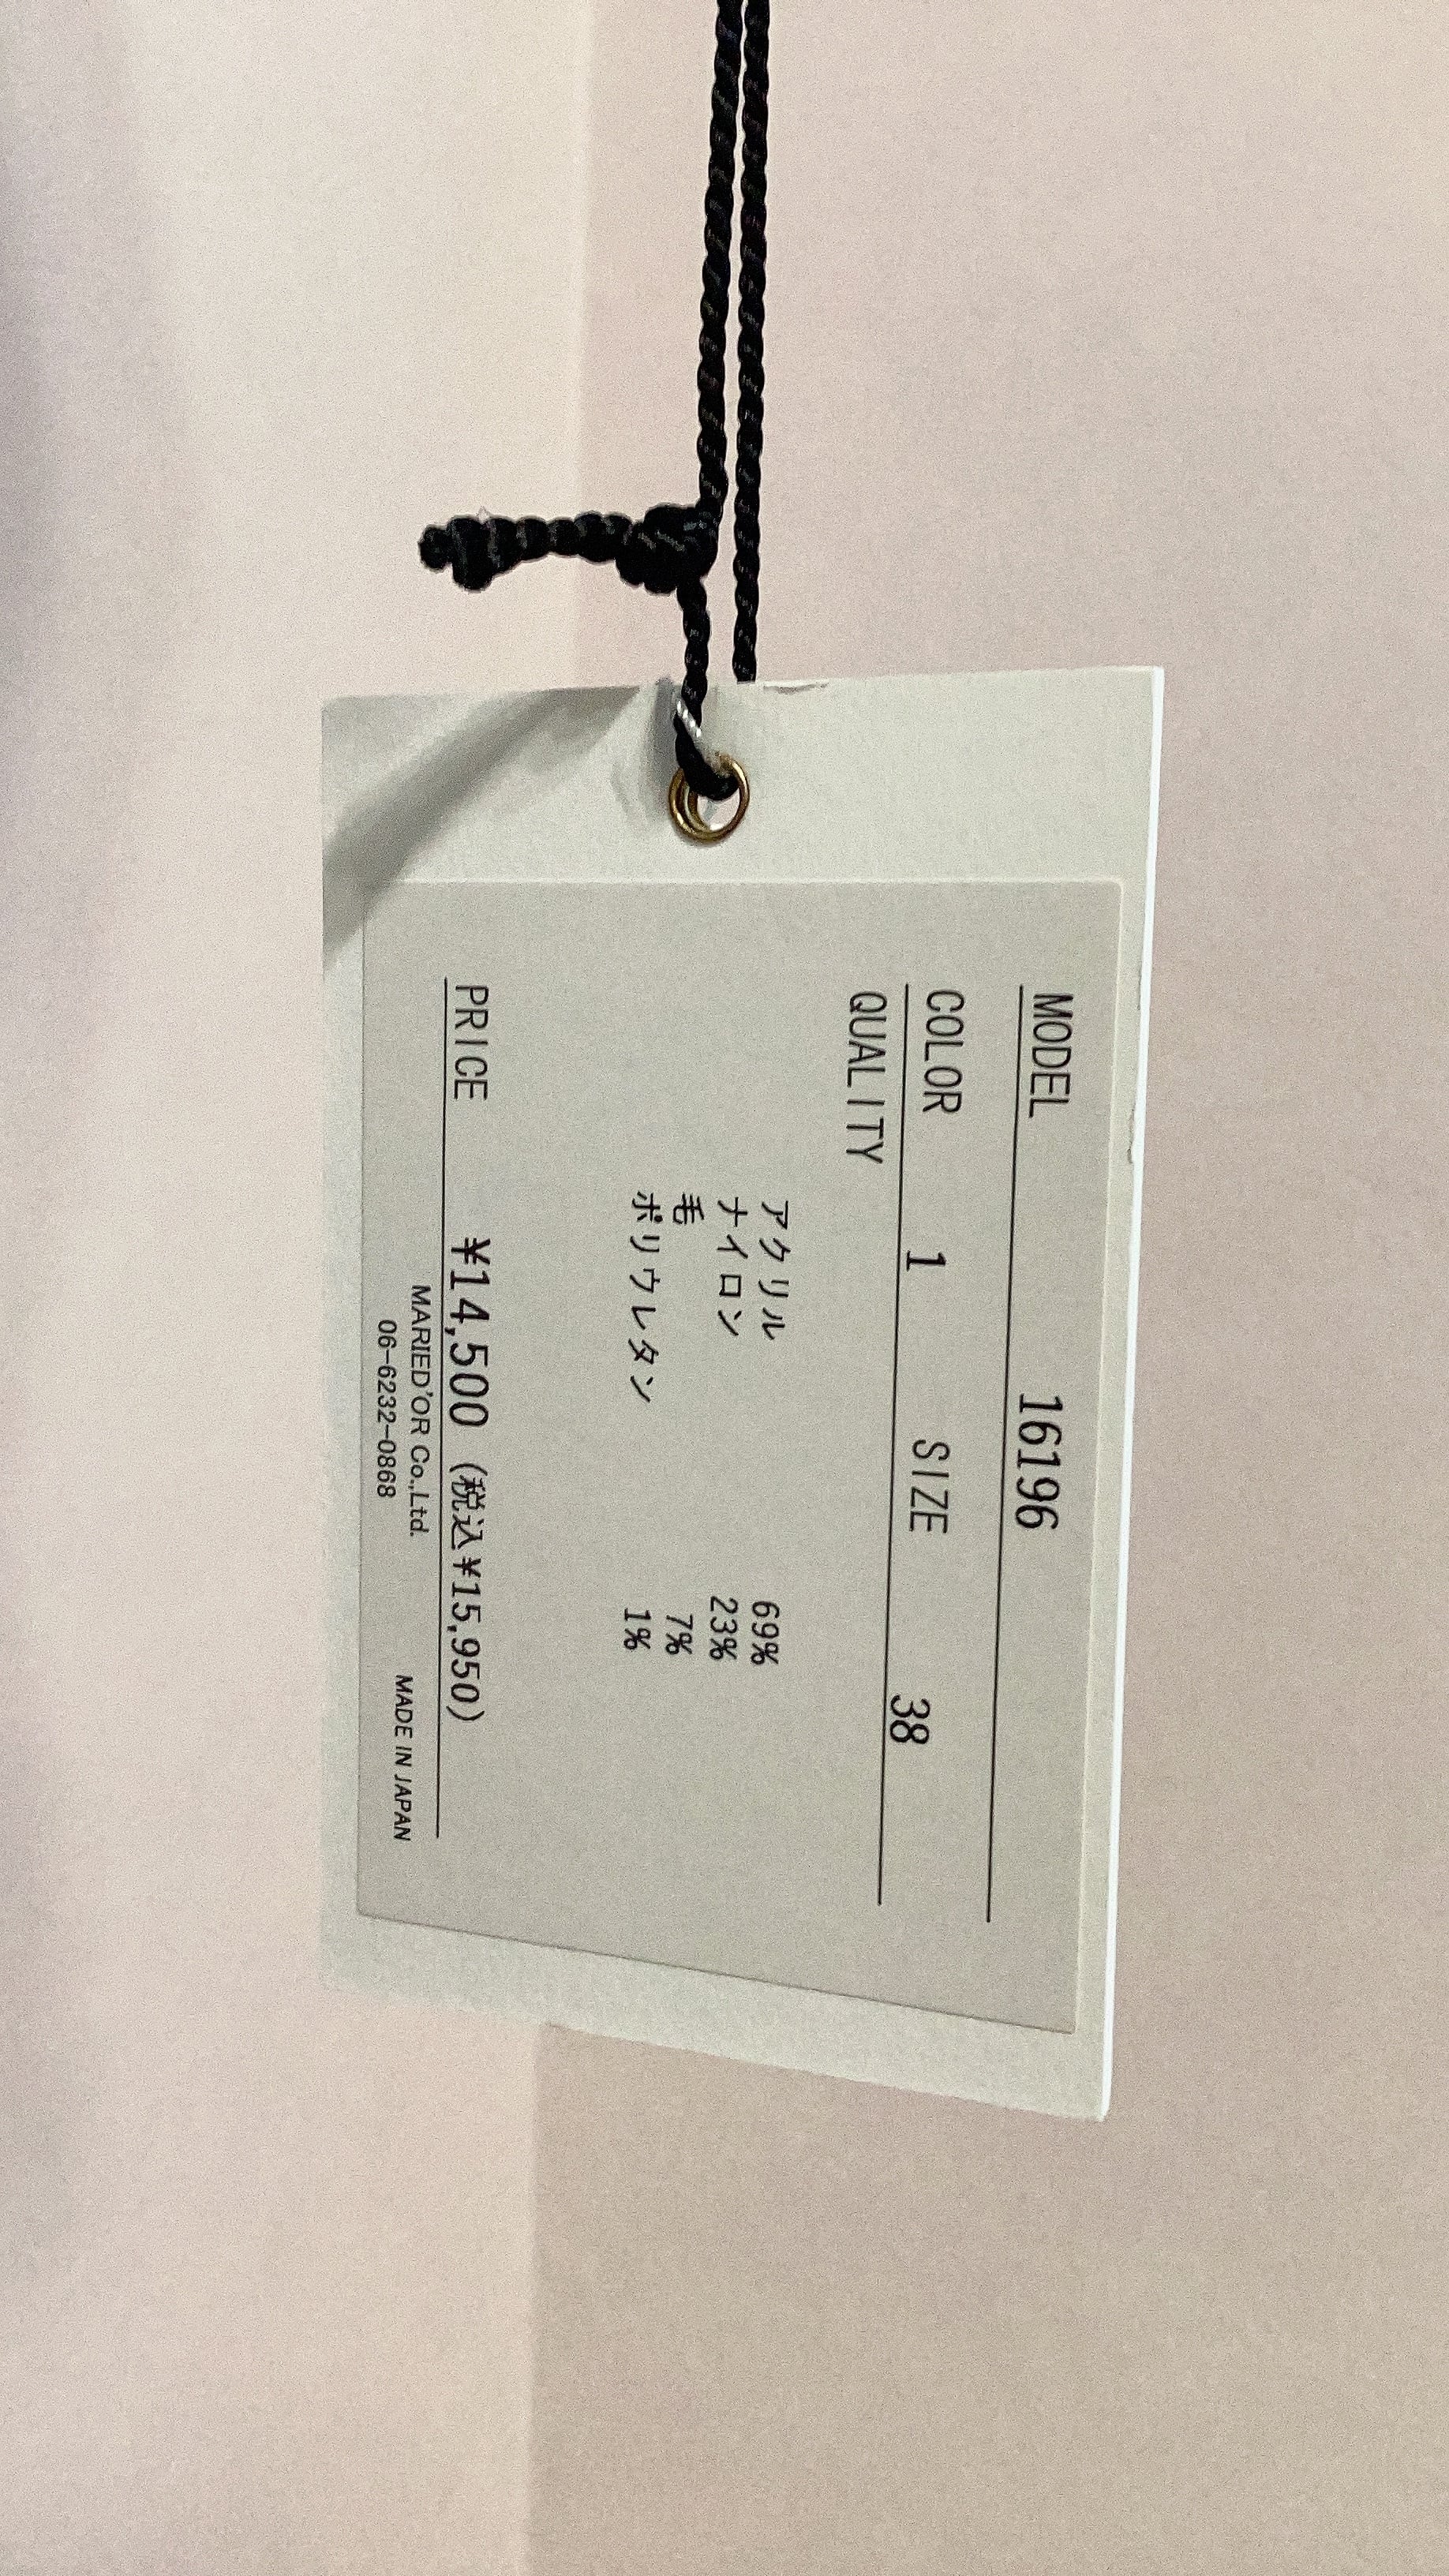 MODEL 16196
COLOR 1 SIZE 38
QUALITY
アクリル 69%
ナイロン 23%
毛 7%
ポリウレタン 1%
PRICE ¥14,500 (税込¥15,950)
MARIED'OR Co.,Ltd.
06-6232-0868
MADE IN JAPAN